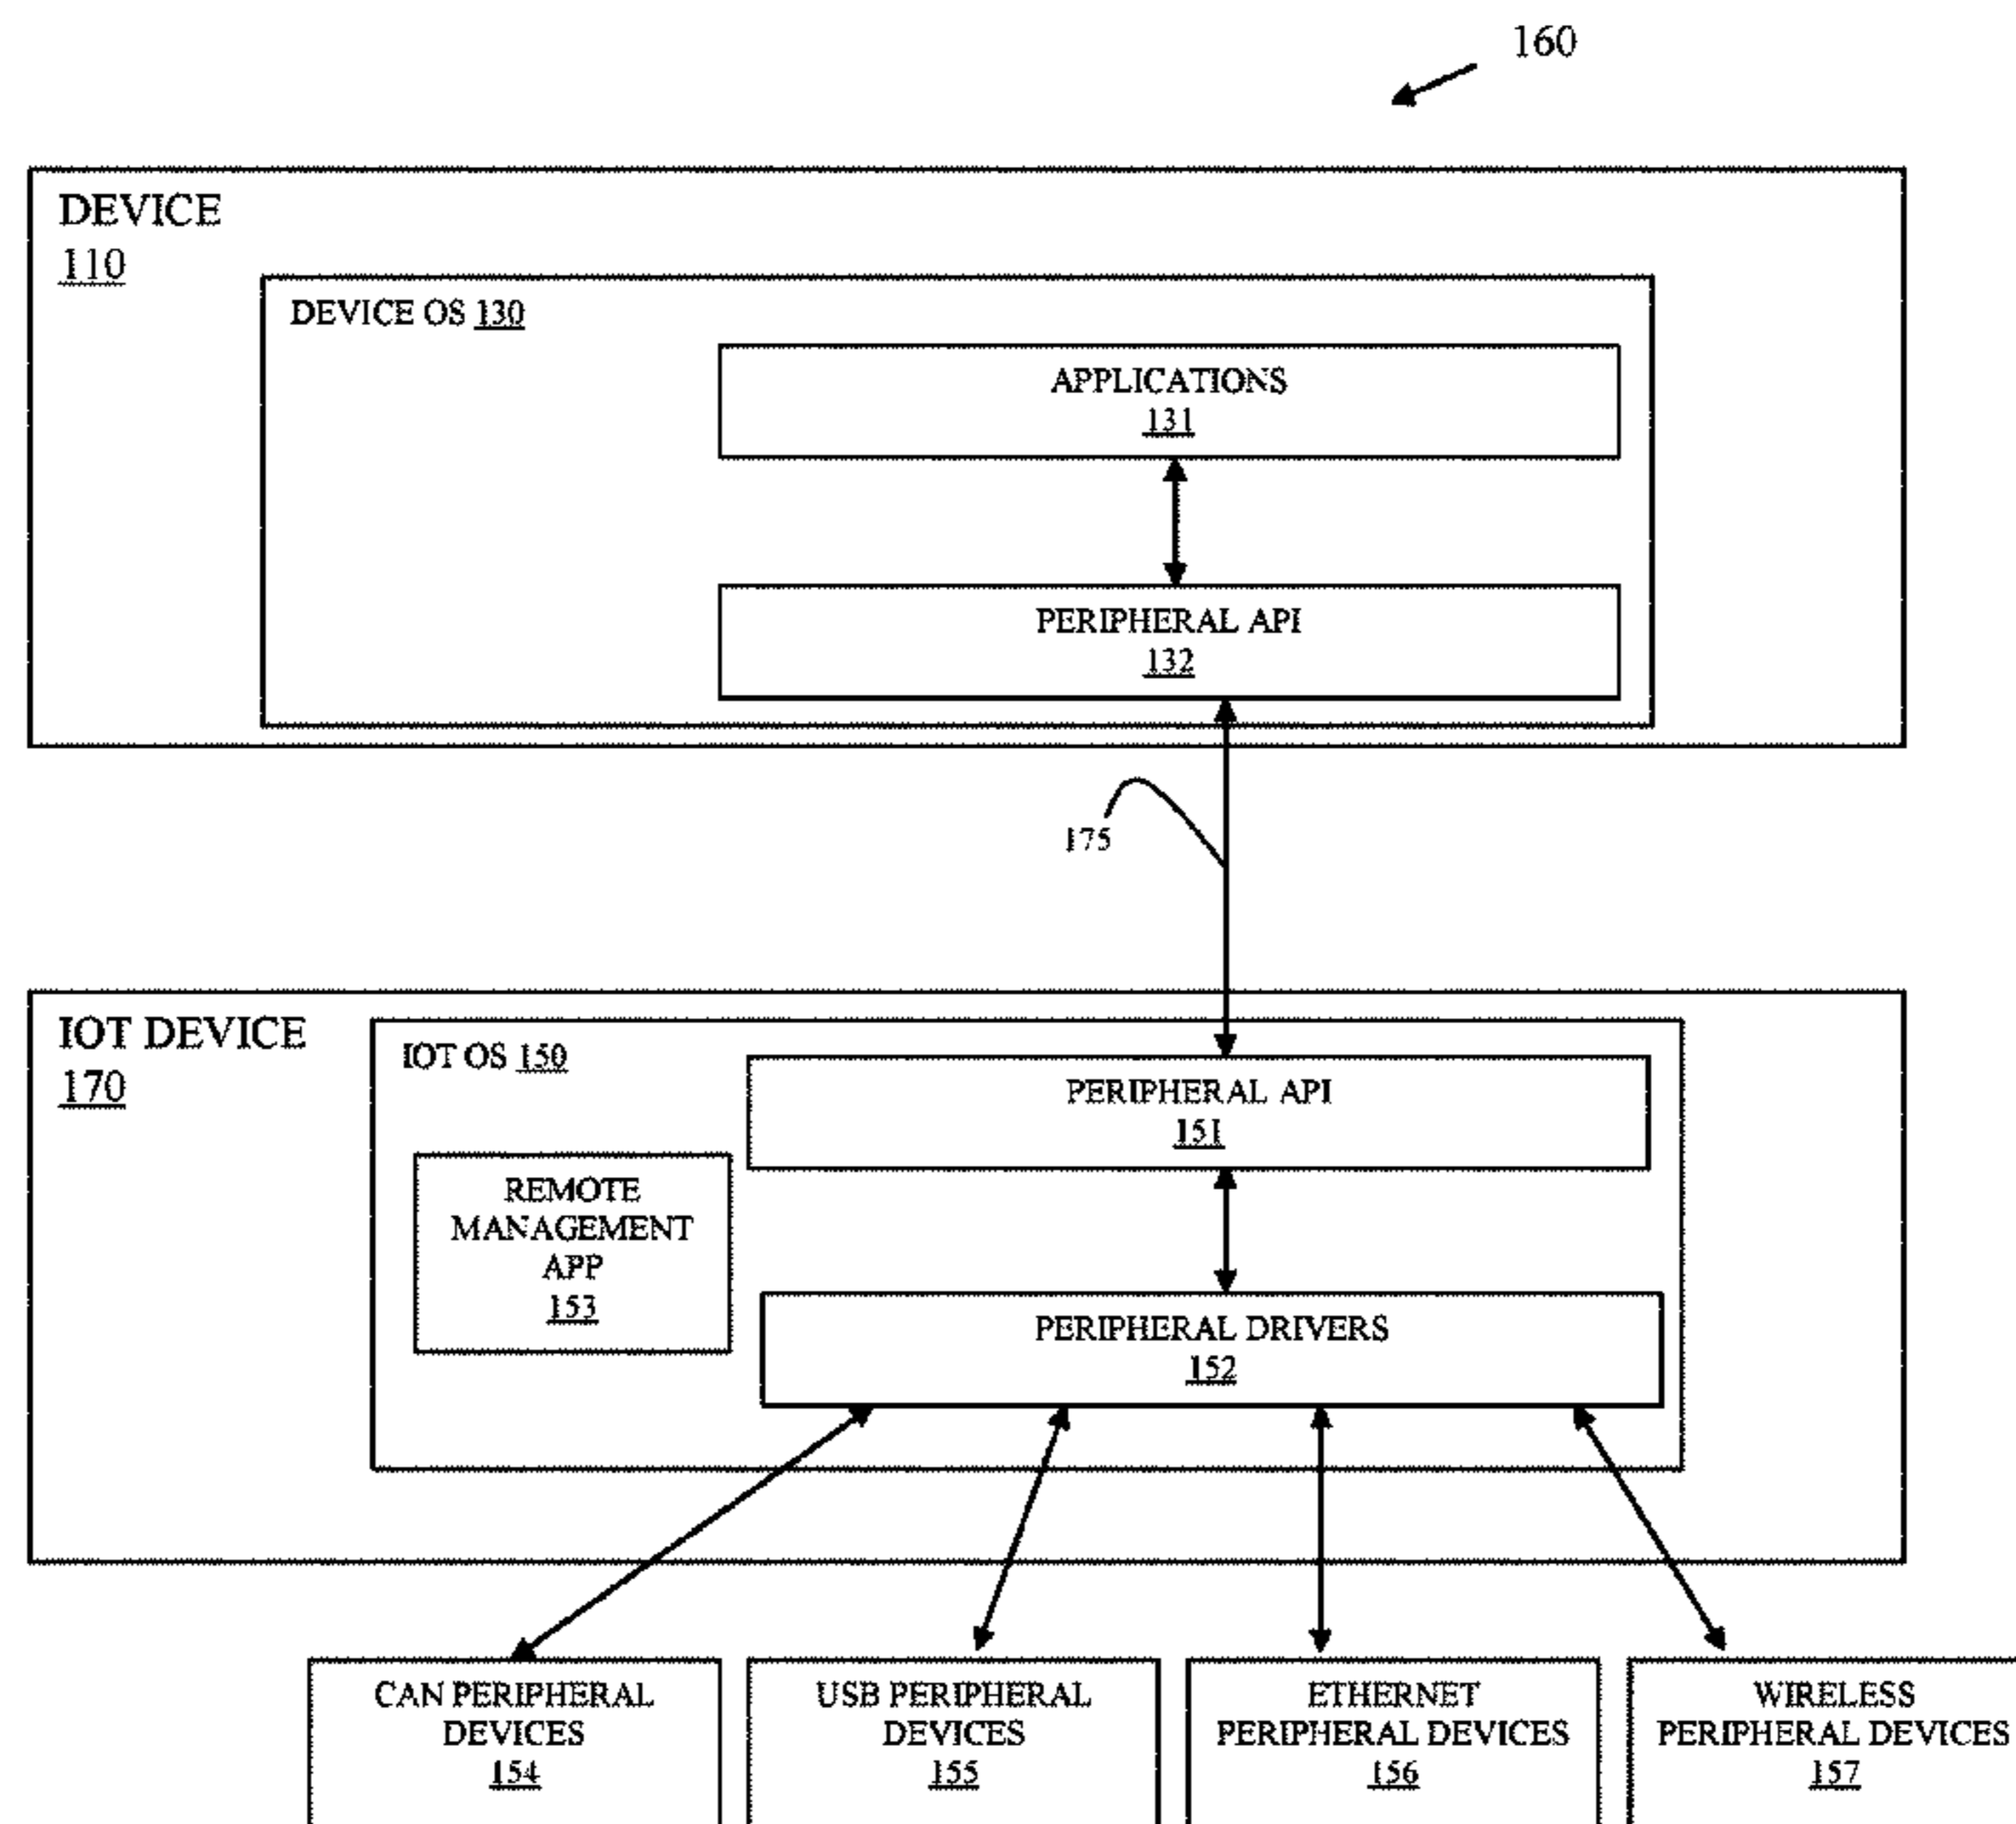 160
DEVICE
110
DEVICE OS 130
APPLICATIONS
131
PERIPHERAL API
132
175
IOT DEVICE
170
IOT OS 150
PERIPHERAL API
151
REMOTE
MANAGEMENT
APP
153
PERIPHERAL DRIVERS
152
CAN PERIPHERAL
DEVICES
154
USB PERIPHERAL
DEVICES
155
ETHERNET
PERIPHERAL DEVICES
156
WIRELESS
PERIPHERAL DEVICES
157